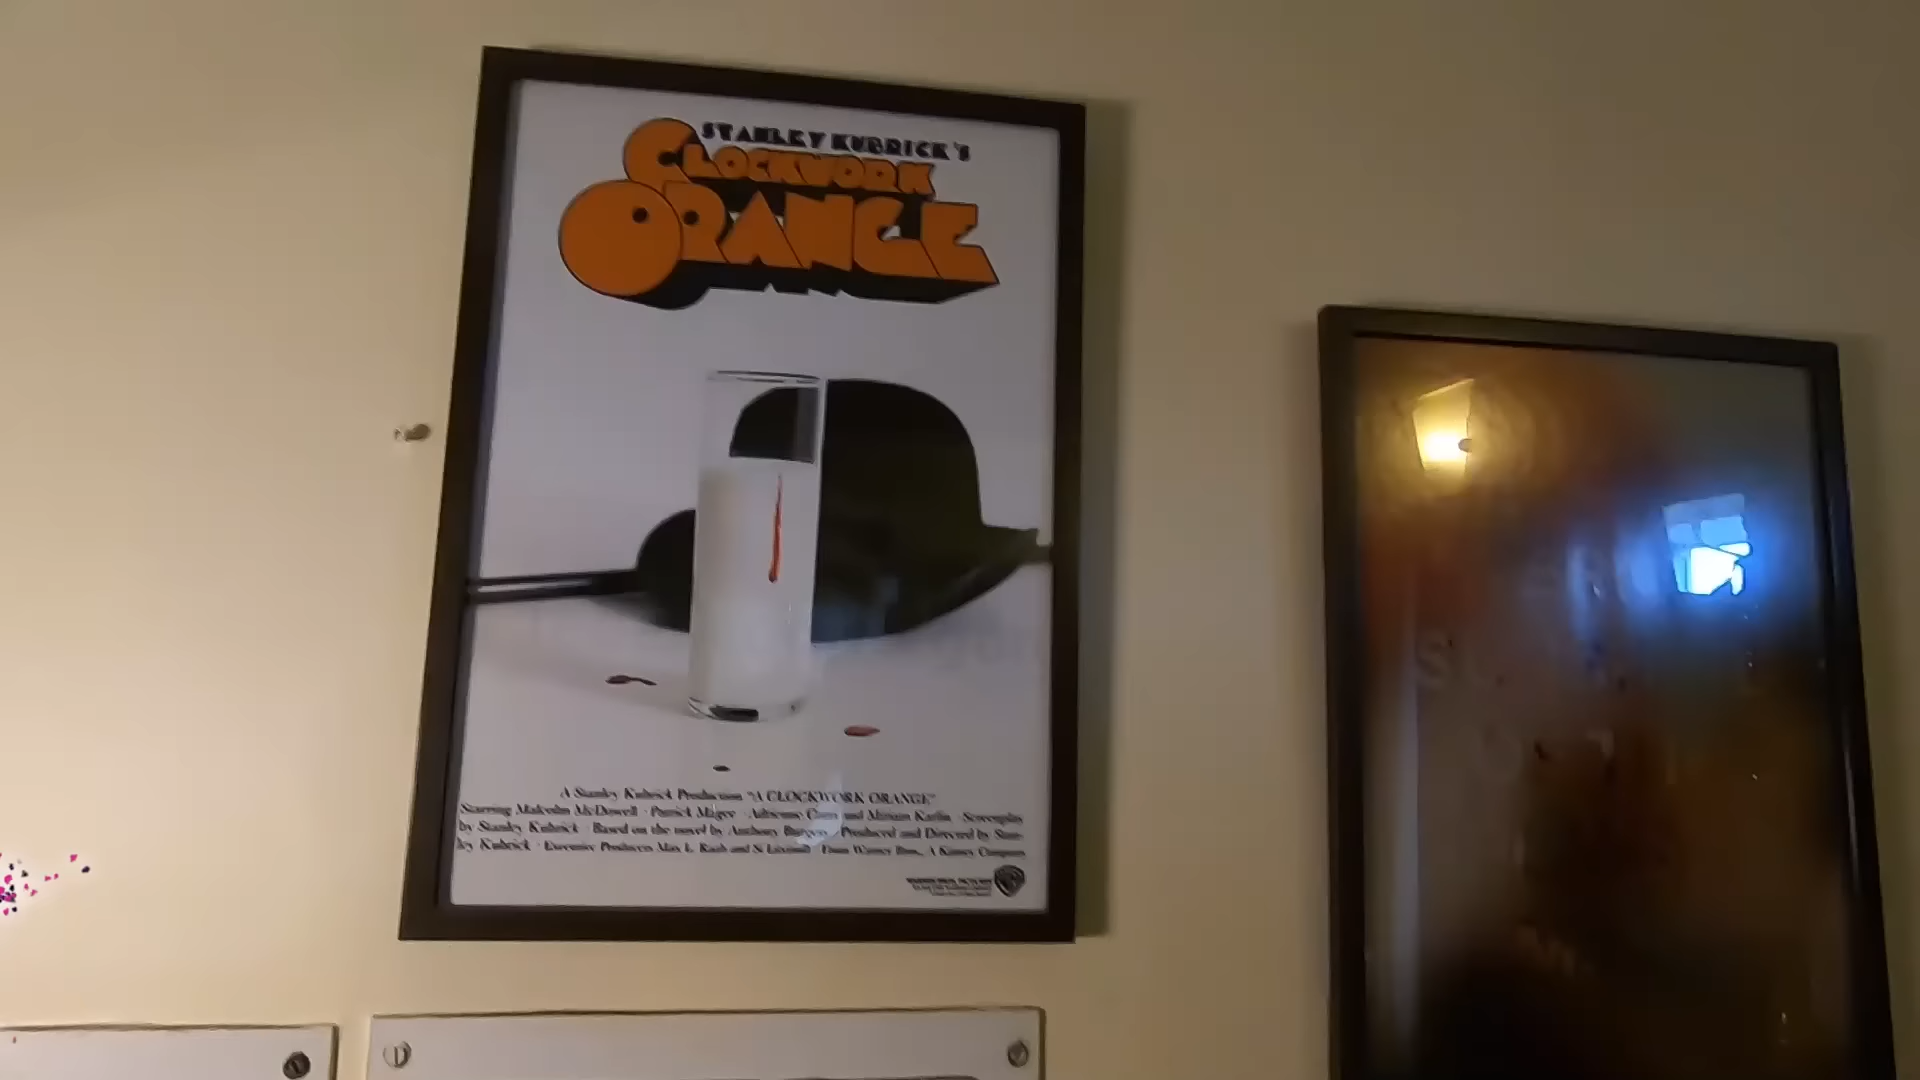 STANLEY KUBRICK'S
CLOCKWORK
ORANGE
A Stanley Kubrick Production "A CLOCKWORK ORANGE"
Starring Malcolm McDowell · Patrick Magee · Adrienne Corri and Miriam Karlin · Screenplay
by Stanley Kubrick · Based on the novel by Anthony Burgess · Produced and Directed by Stan-
ley Kubrick · Executive Producers Max L. Raab and Si Litvinoff · From Warner Bros., A Kinney Company